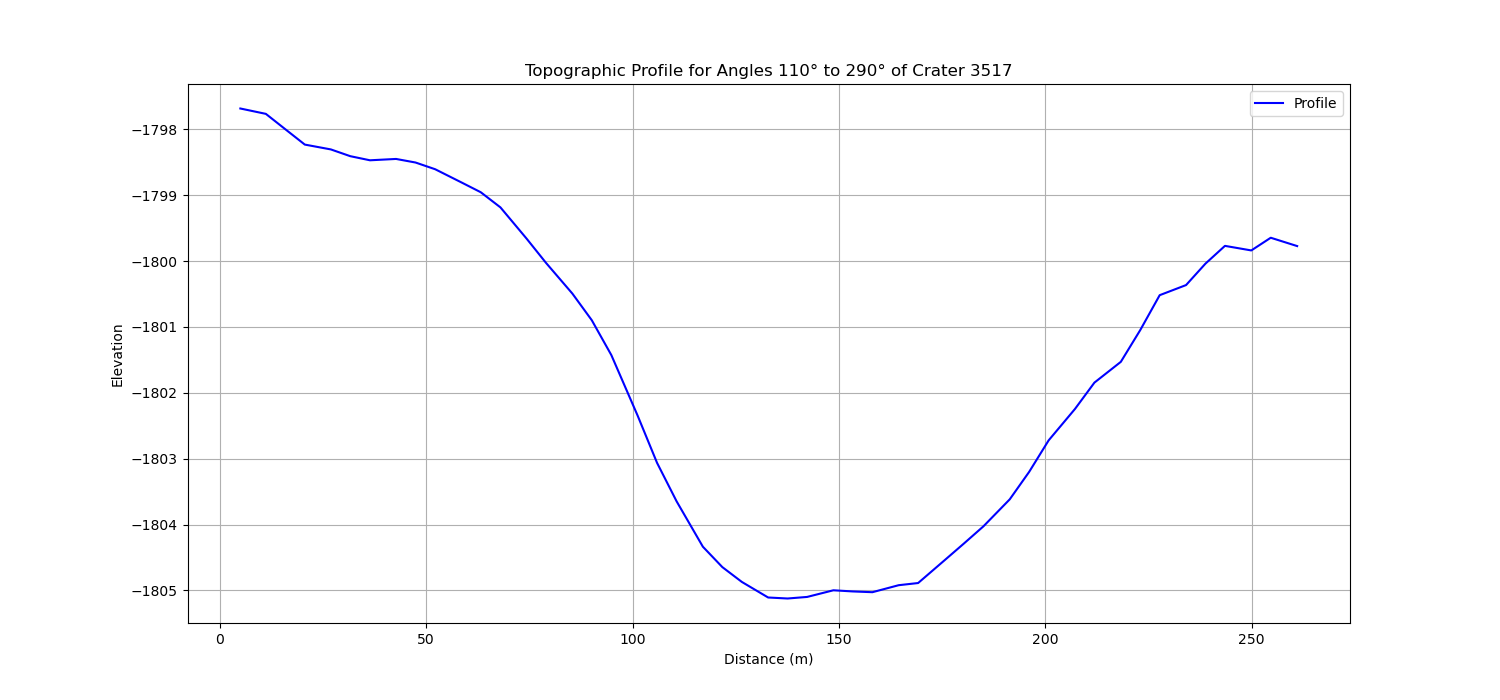 Topographic Profile for Angles 110° to 290° of Crater 3517
Profile
−1798
−1799
−1800
−1801
−1802
−1803
−1804
−1805
Elevation
0 50 100 150 200 250
Distance (m)